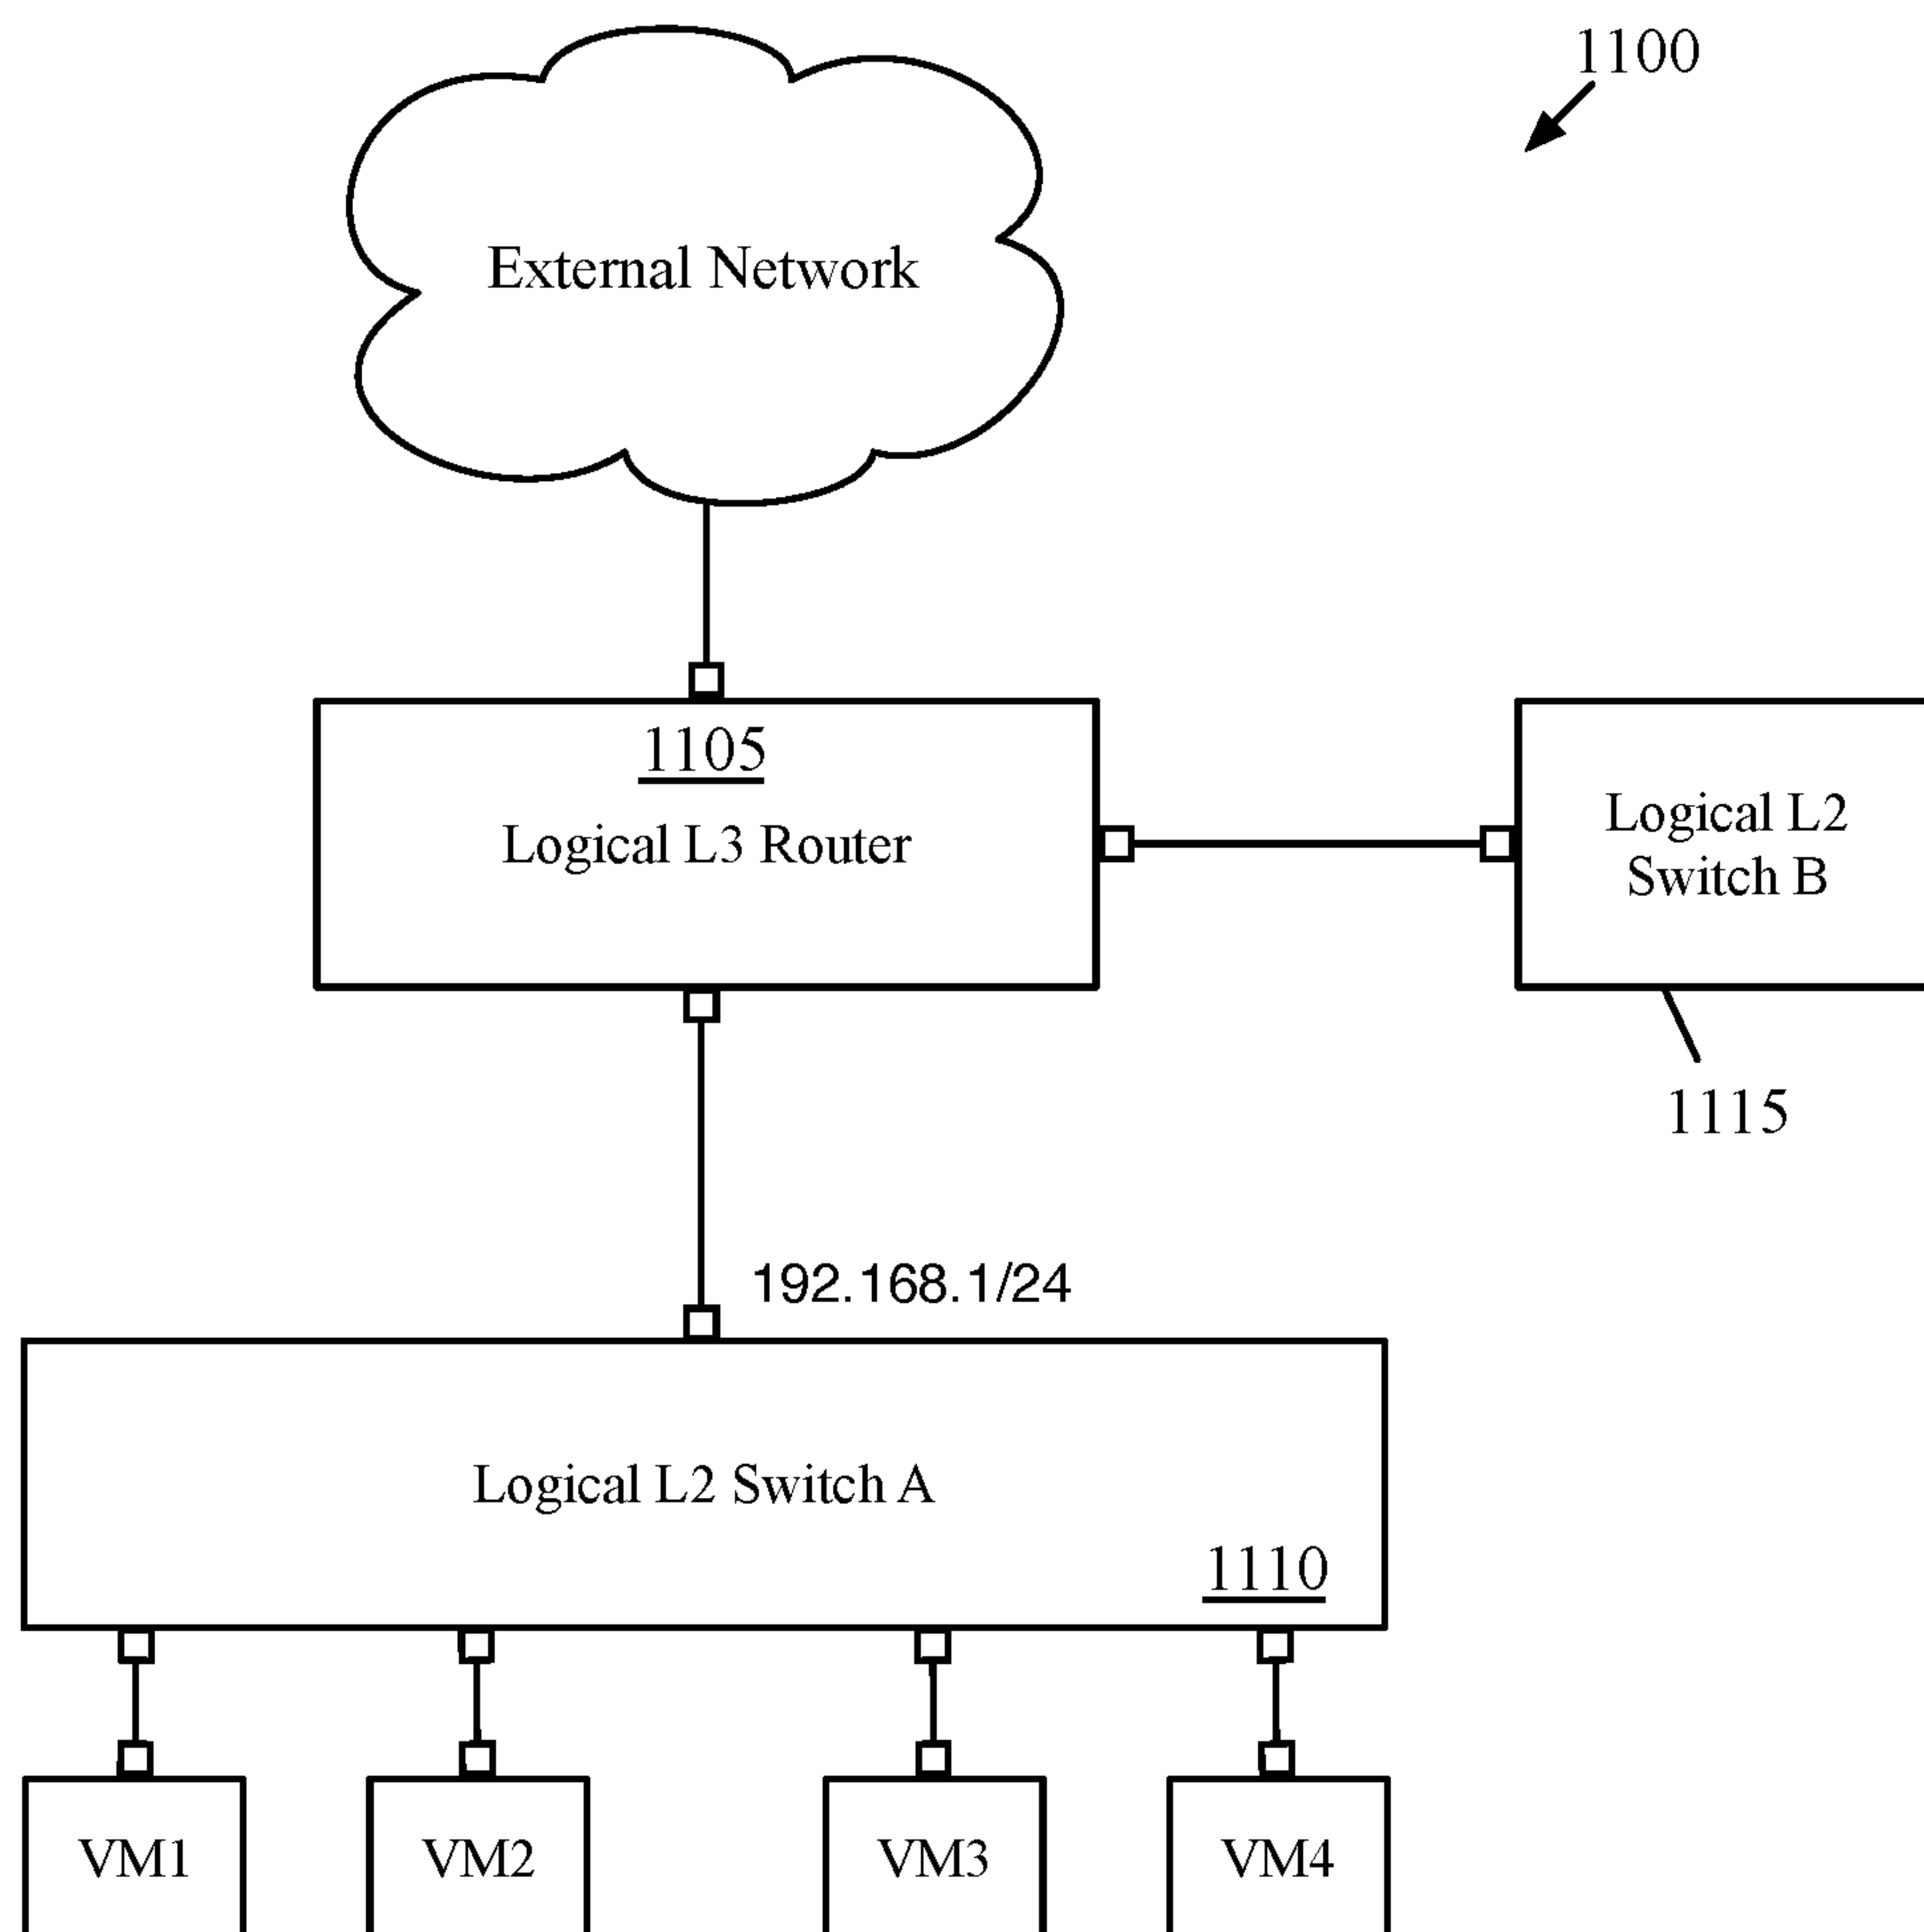 1100
External Network
1105
Logical L3 Router
Logical L2
Switch B
1115
192.168.1/24
Logical L2 Switch A
1110
VM1
VM2
VM3
VM4